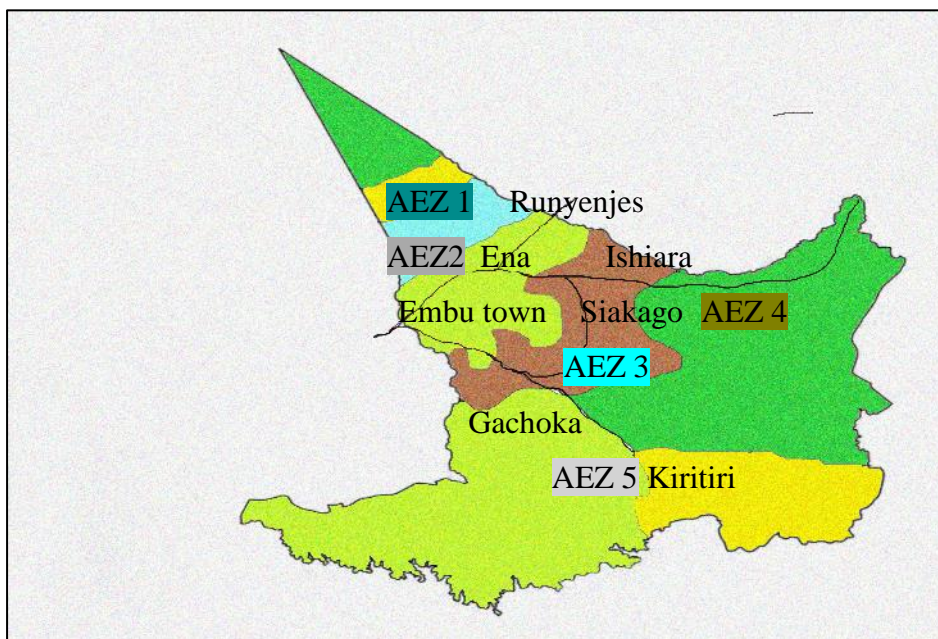 AEZ 1 Runyenjes
AEZ2 Ena Ishiara
Embu town Siakago AEZ 4
AEZ 3
Gachoka
AEZ 5 Kiritiri